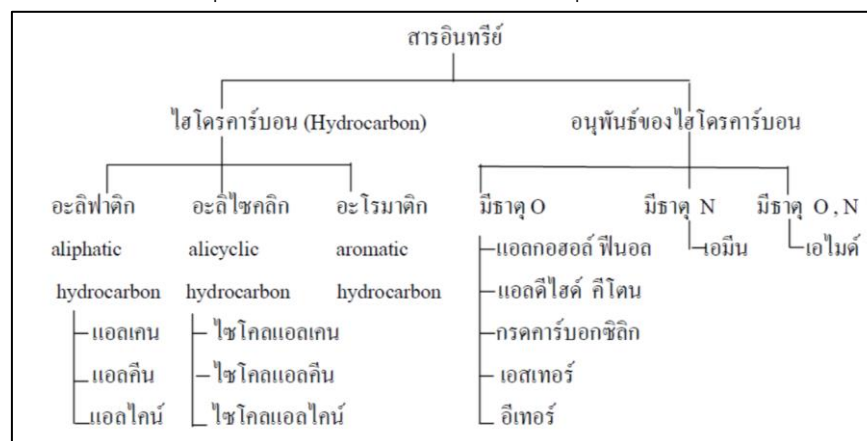 สารอินทรีย์
ไฮโดรคาร์บอน (Hydrocarbon) อนุพันธ์ของไฮโดรคาร์บอน
อะลิฟาติก อะลิไซคลิก อะโรมาติก มีธาตุ O มีธาตุ N มีธาตุ O , N
aliphatic alicyclic aromatic แอลกอฮอล์ ฟีนอล เอมีน เอไมด์
hydrocarbon hydrocarbon hydrocarbon แอลดีไฮด์ คีโตน
แอลเคน ไซโคลแอลเคน กรดคาร์บอกซิลิก
แอลคีน ไซโคลแอลคีน เอสเทอร์
แอลไคน์ ไซโคลแอลไคน์ อีเทอร์